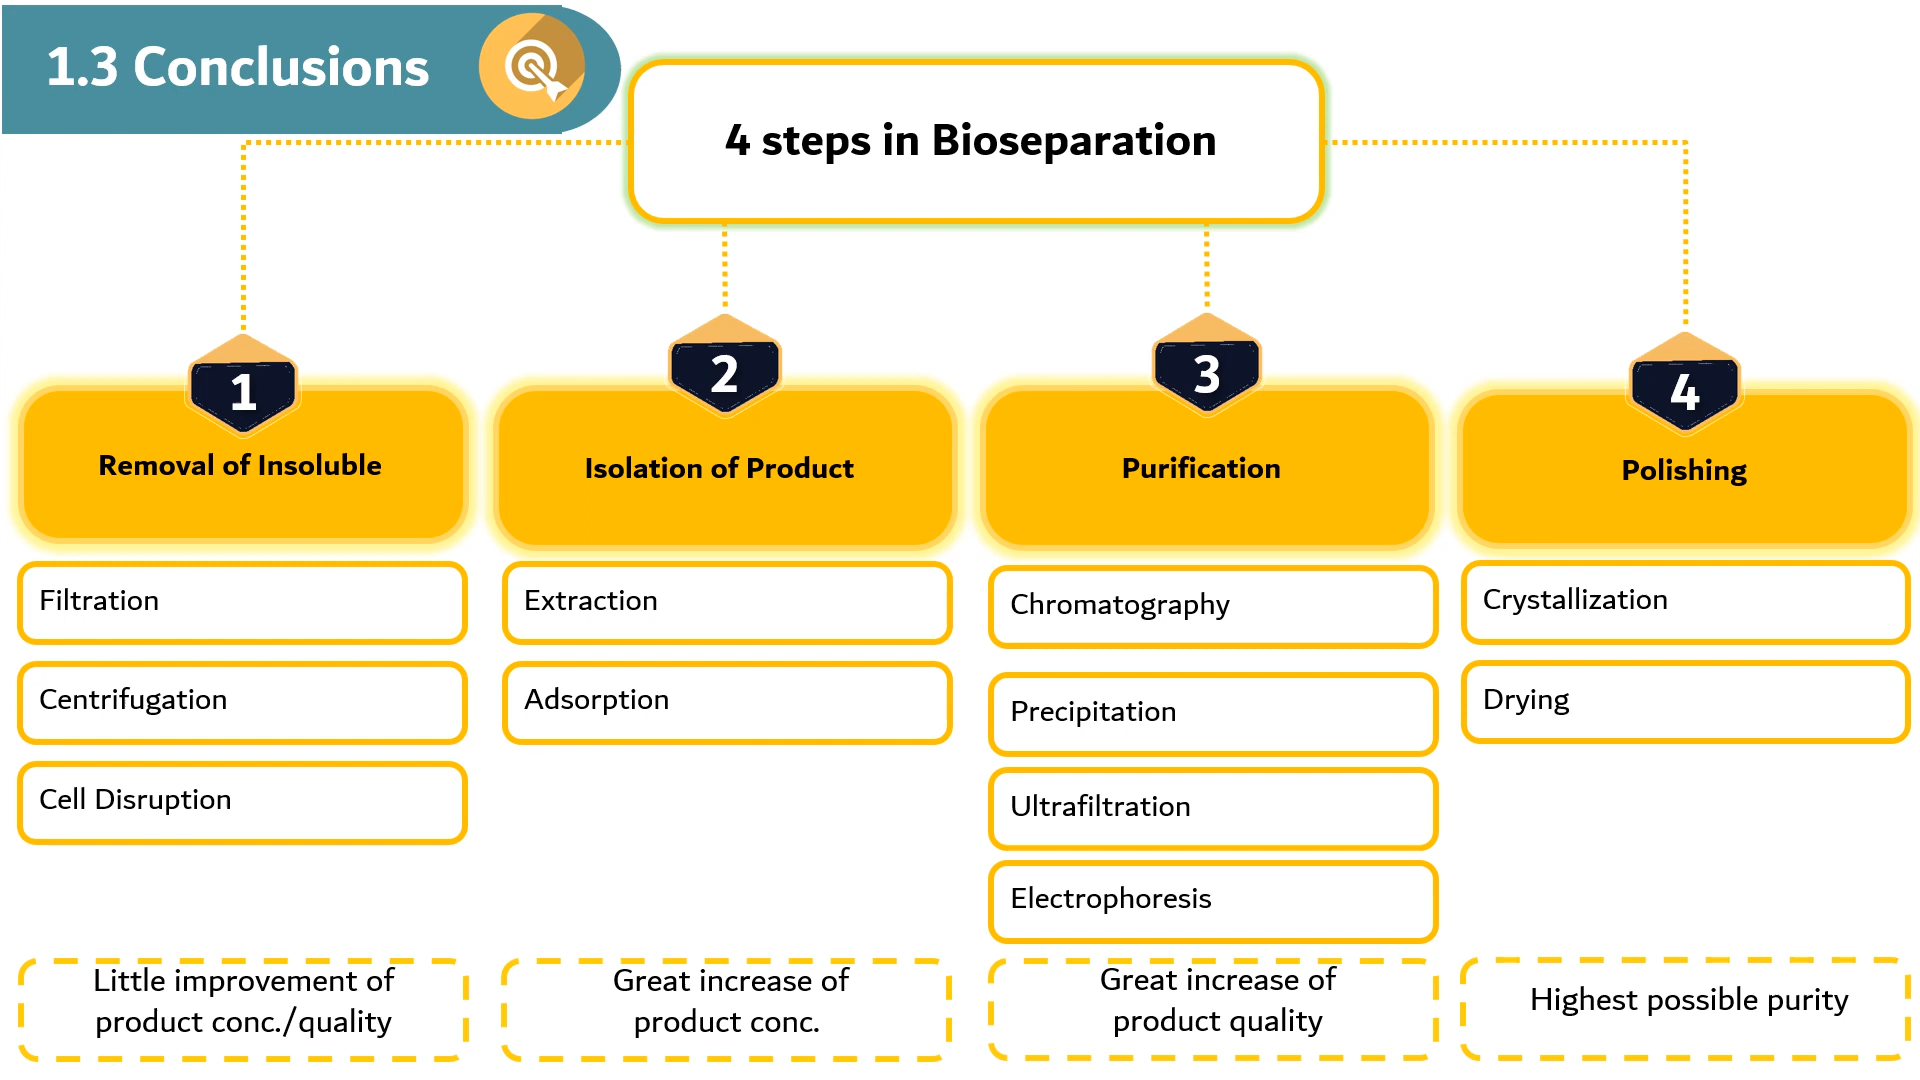 1.3 Conclusions
4 steps in Bioseparation
1
Removal of Insoluble
Filtration
Centrifugation
Cell Disruption
Little improvement of
product conc./quality
2
Isolation of Product
Extraction
Adsorption
Great increase of
product conc.
3
Purification
Chromatography
Precipitation
Ultrafiltration
Electrophoresis
Great increase of
product quality
4
Polishing
Crystallization
Drying
Highest possible purity